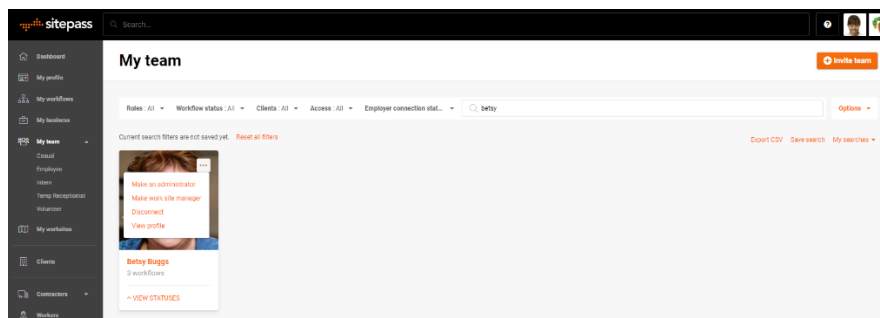 sitepass
Search...
?
Dashboard
My profile
My workflows
My business
My team
Casual
Employee
Intern
Temp Receptionist
Volunteer
My worksites
Clients
Contractors
Workers
My team
Invite team
Roles : All
Workflow status : All
Clients : All
Access : All
Employer connection stat...
betsy
Options
Current search filters are not saved yet. Reset all filters
Export CSV Save search My searches
...
Make an administrator
Make work site manager
Disconnect
View profile
Betsy Buggs
3 workflows
VIEW STATUSES